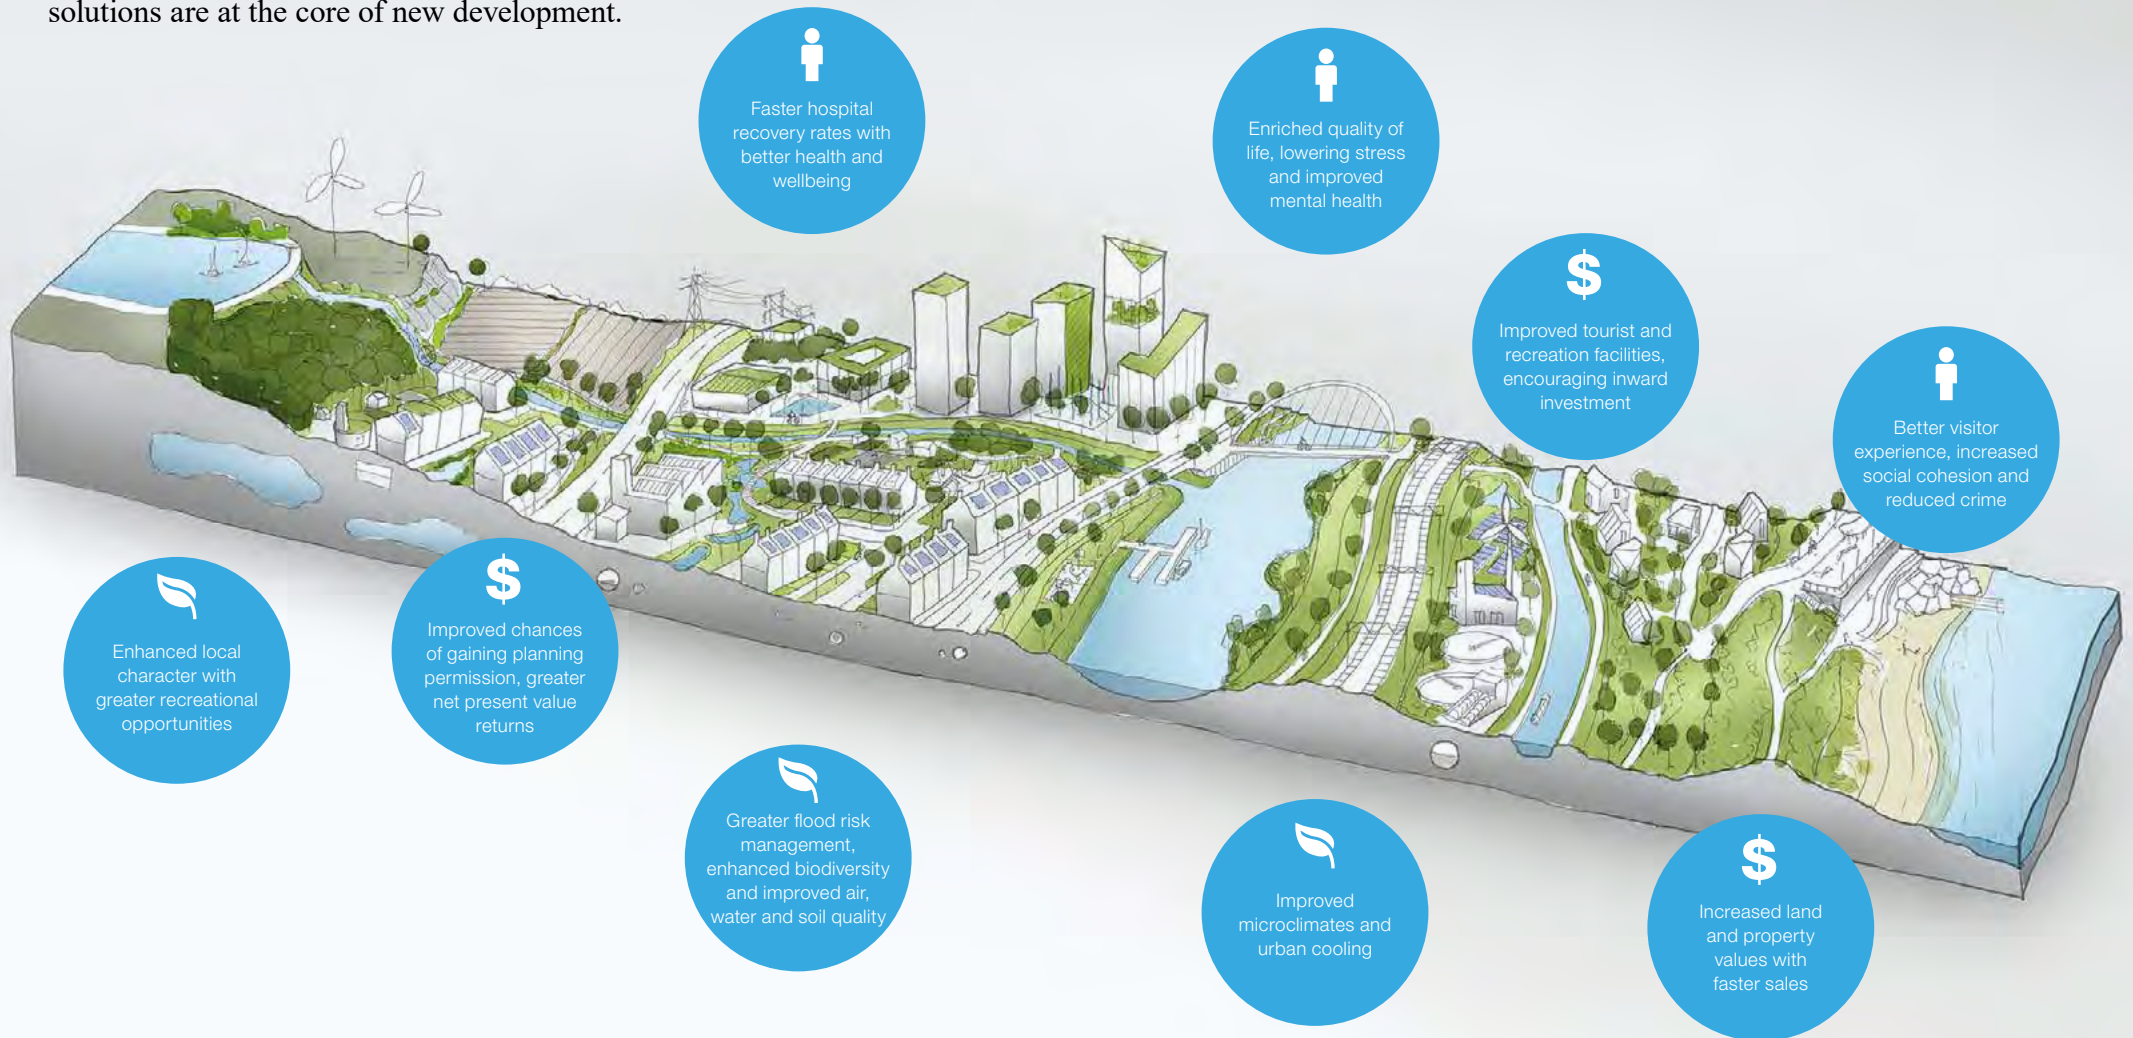 solutions are at the core of new development.
Faster hospital
recovery rates with
better health and
wellbeing
Enriched quality of
life, lowering stress
and improved
mental health
$
Improved tourist and
recreation facilities,
encouraging inward
investment
Better visitor
experience, increased
social cohesion and
reduced crime
Enhanced local
character with
greater recreational
opportunities
$
Improved chances
of gaining planning
permission, greater
net present value
returns
Greater flood risk
management,
enhanced biodiversity
and improved air,
water and soil quality
Improved
microclimates and
urban cooling
$
Increased land
and property
values with
faster sales